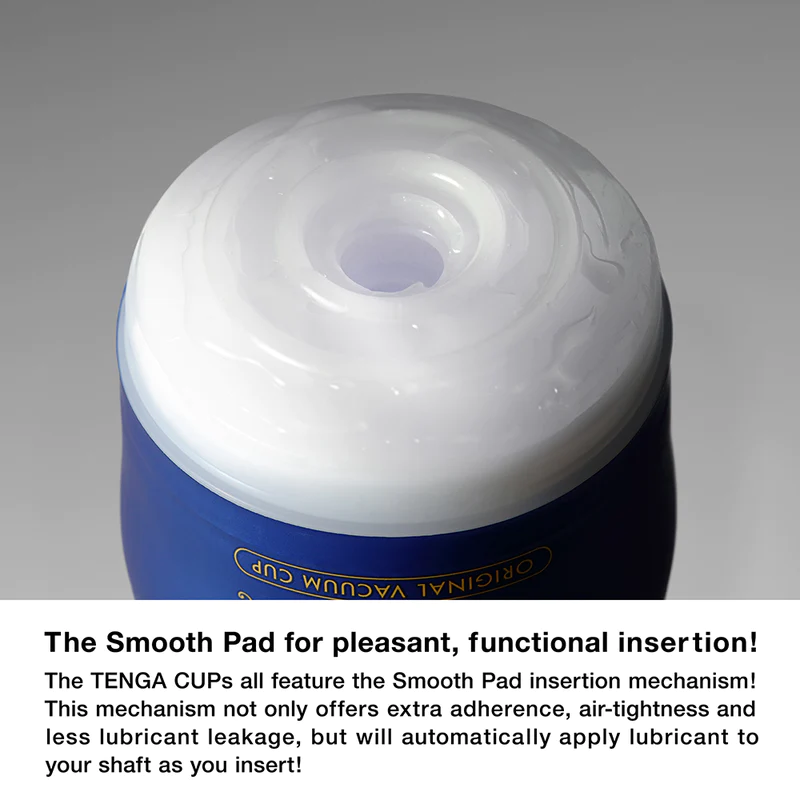 ORIGINAL VACUUM CUP
The Smooth Pad for pleasant, functional insertion!
The TENGA CUPs all feature the Smooth Pad insertion mechanism!
This mechanism not only offers extra adherence, air-tightness and
less lubricant leakage, but will automatically apply lubricant to
your shaft as you insert!